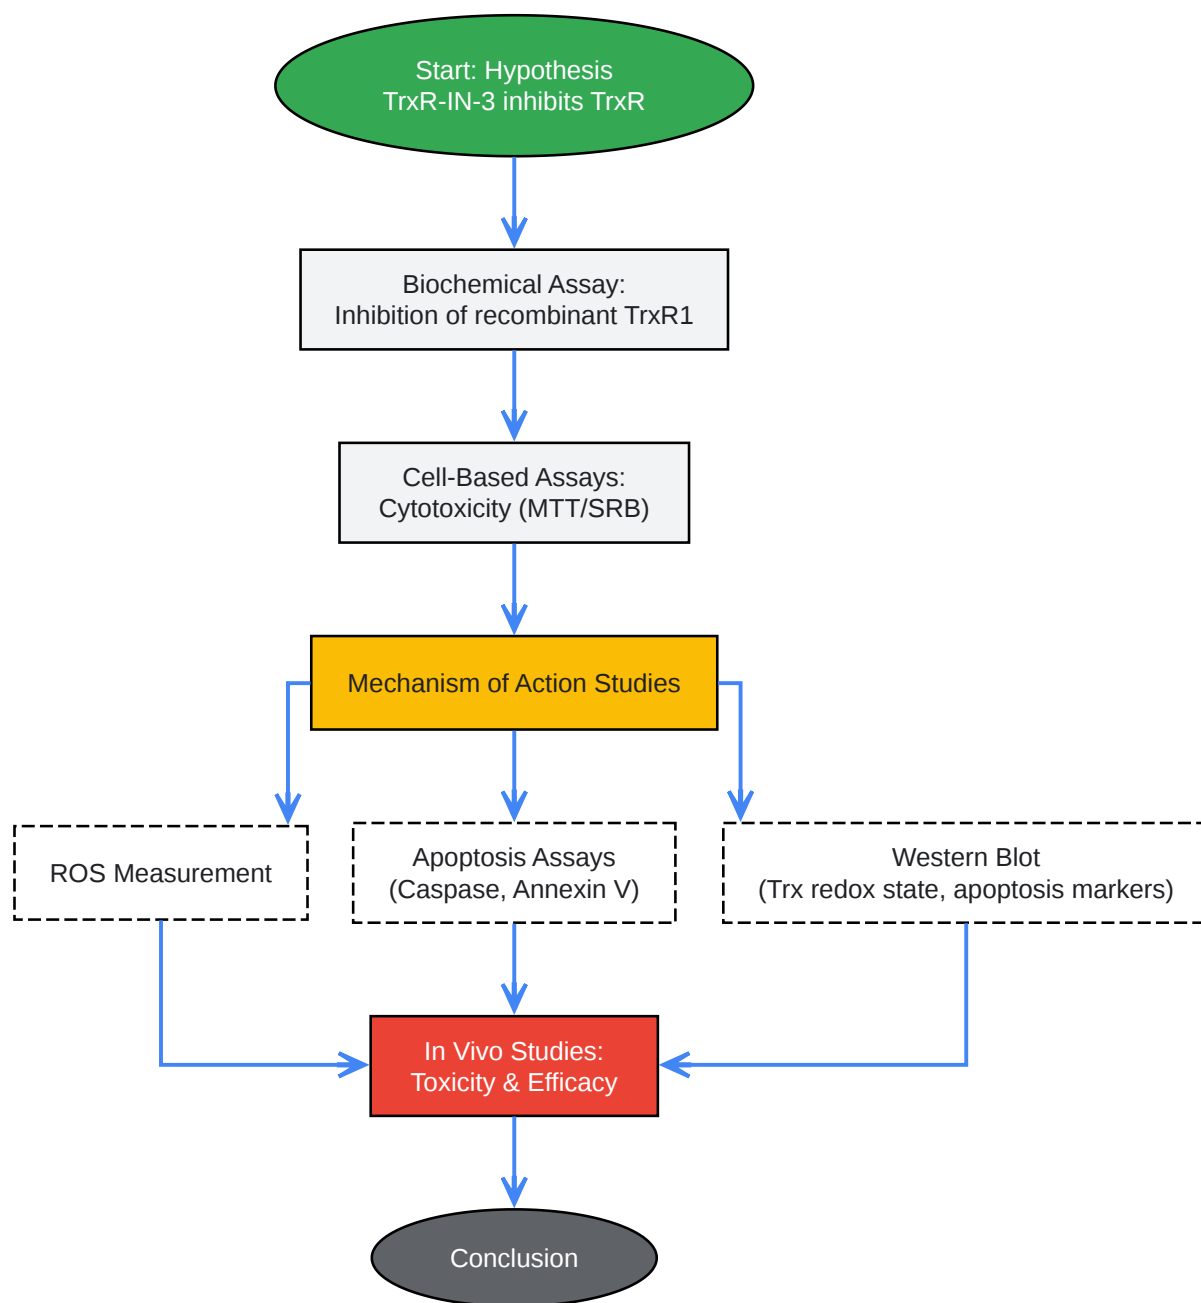 Start: Hypothesis
TrxR-IN-3 inhibits TrxR
Biochemical Assay:
Inhibition of recombinant TrxR1
Cell-Based Assays:
Cytotoxicity (MTT/SRB)
Mechanism of Action Studies
ROS Measurement
Apoptosis Assays
(Caspase, Annexin V)
Western Blot
(Trx redox state, apoptosis markers)
In Vivo Studies:
Toxicity & Efficacy
Conclusion